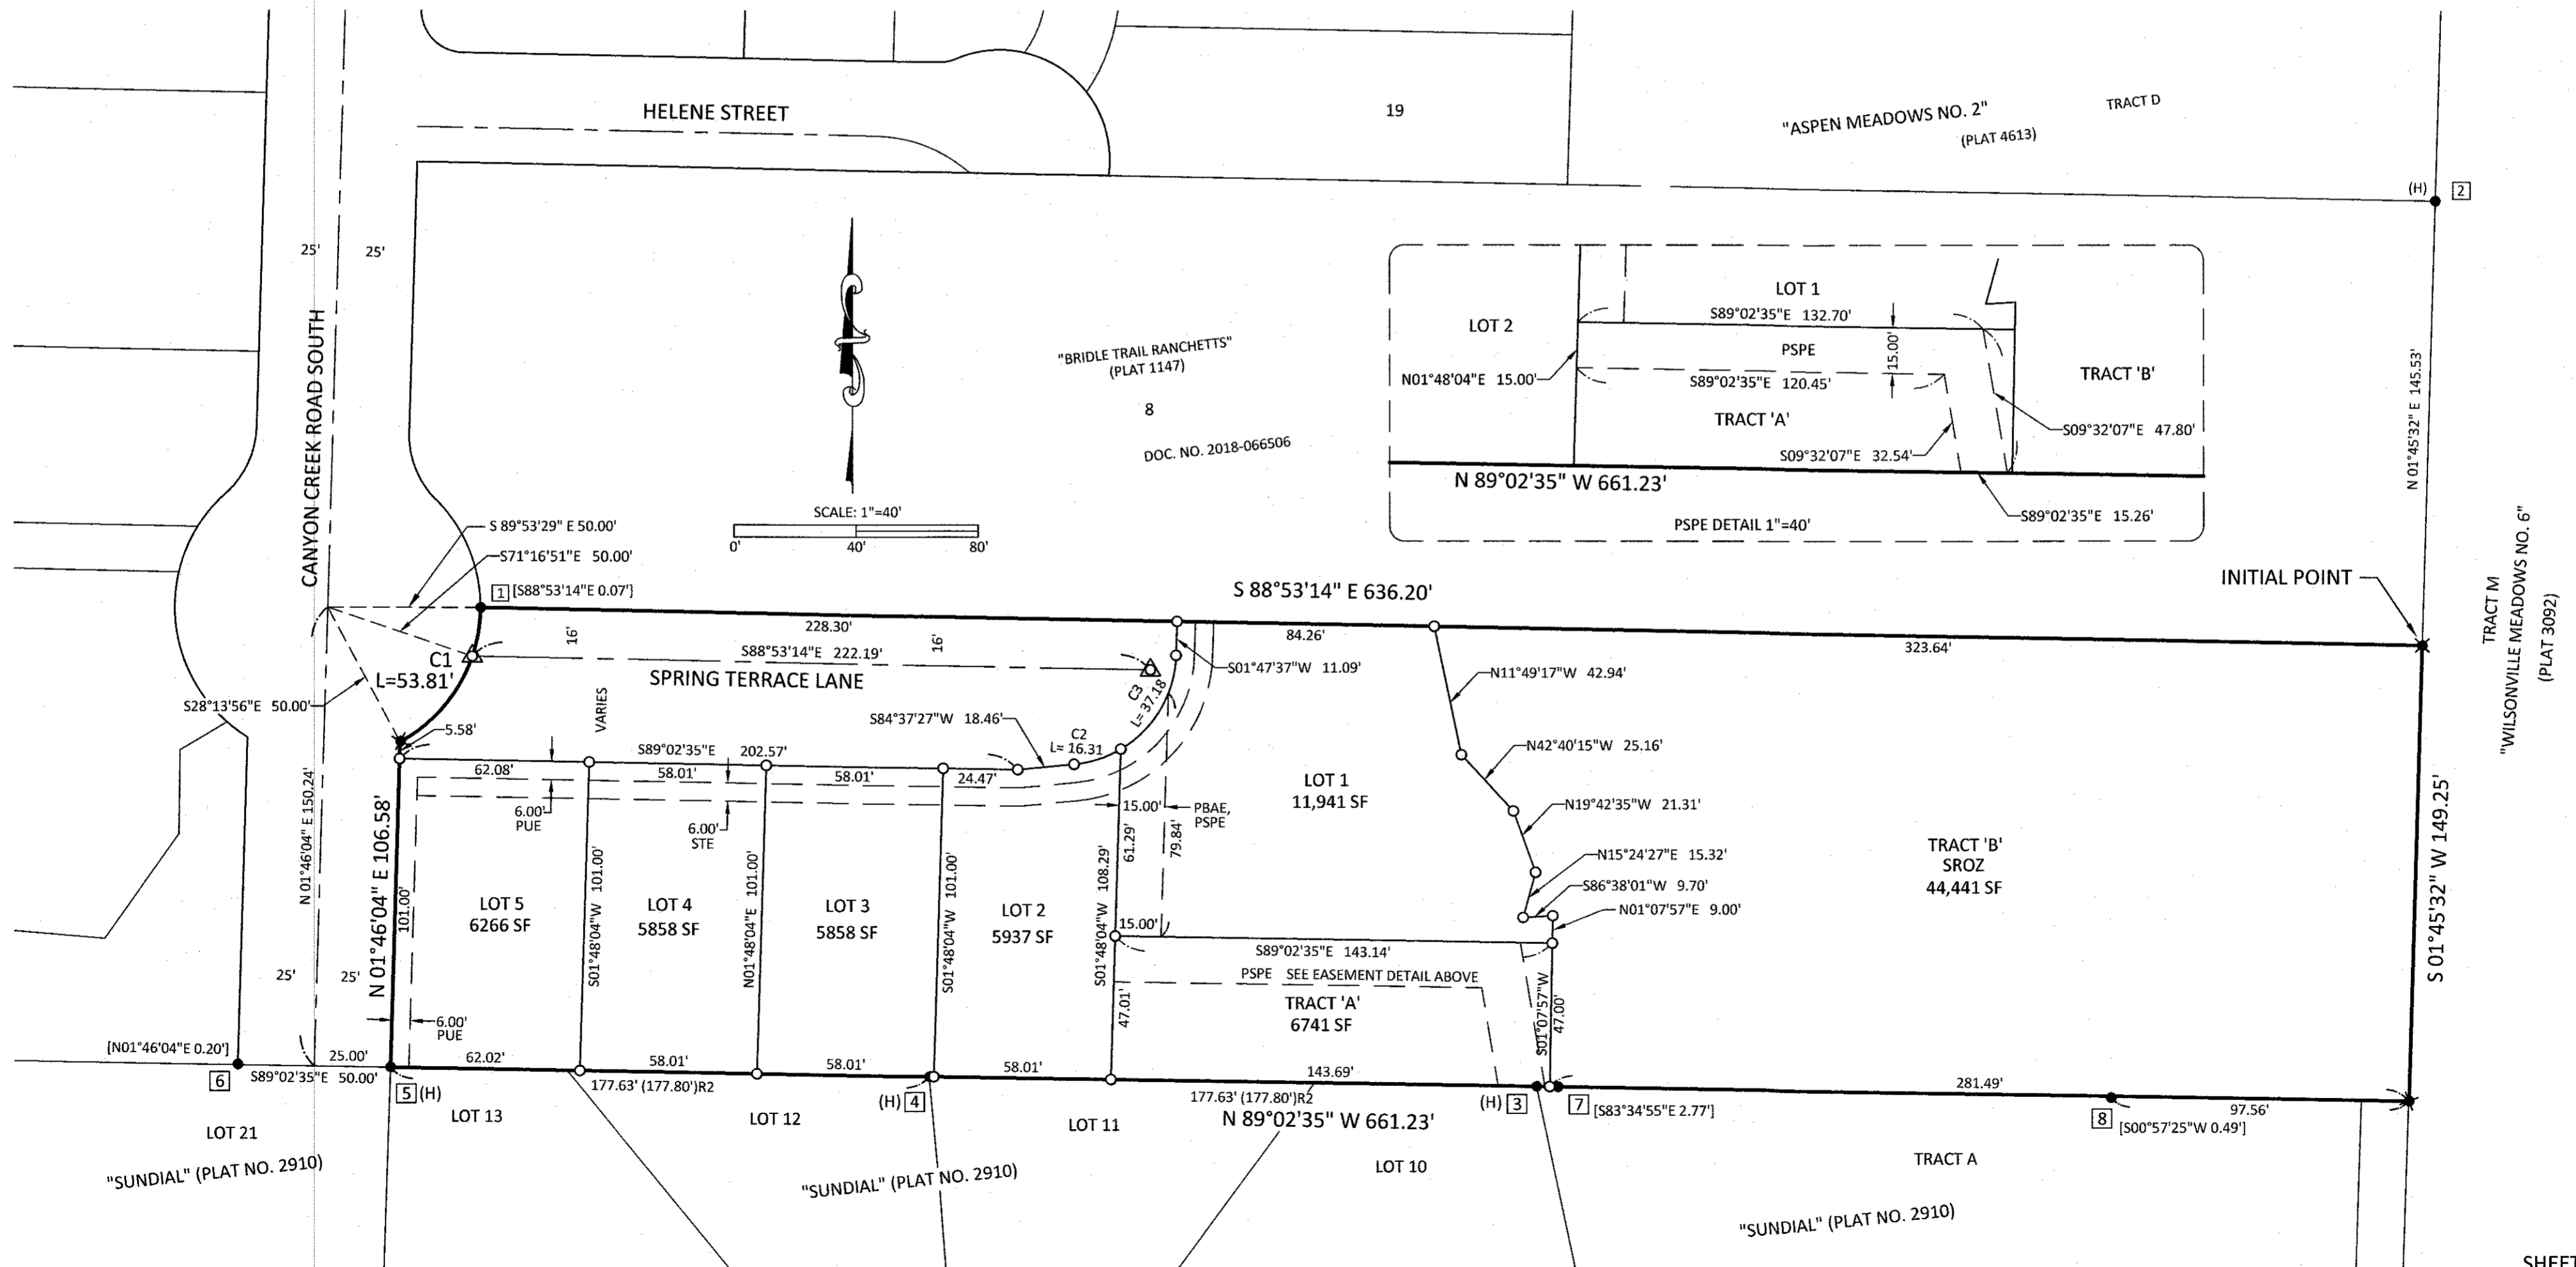 HELENE STREET
19
"ASPEN MEADOWS NO. 2"
(PLAT 4613)
TRACT D
(H) 2
25'
25'
CANYON CREEK ROAD SOUTH
"BRIDLE TRAIL RANCHETTS"
(PLAT 1147)
8
DOC. NO. 2018-066506
SCALE: 1"=40'
0' 40' 80'
LOT 1
S89°02'35"E 132.70'
LOT 2
PSPE
15.00'
N01°48'04"E 15.00'
S89°02'35"E 120.45'
TRACT 'B'
TRACT 'A'
S09°32'07"E 47.80'
S09°32'07"E 32.54'
N 89°02'35" W 661.23'
S89°02'35"E 15.26'
PSPE DETAIL 1"=40'
N 01°45'32" E 145.53'
INITIAL POINT
TRACT M
"WILSONVILLE MEADOWS NO. 6"
(PLAT 3092)
S 89°53'29" E 50.00'
S71°16'51"E 50.00'
1 [S88°53'14"E 0.07']
S 88°53'14" E 636.20'
228.30'
84.26'
323.64'
16'
16'
S88°53'14"E 222.19'
SPRING TERRACE LANE
C1
L=53.81'
S01°47'37"W 11.09'
C3
L= 37.18'
N11°49'17"W 42.94'
S28°13'56"E 50.00'
VARIES
S84°37'27"W 18.46'
5.58'
C2
L= 16.31
S89°02'35"E 202.57'
N42°40'15"W 25.16'
62.08'
58.01'
58.01'
24.47'
N 01°46'04" E 150.24'
N 01°46'04" E 106.58'
101.00'
6.00'
PUE
6.00'
STE
15.00'
PBAE,
PSPE
61.29'
79.84'
LOT 1
11,941 SF
N19°42'35"W 21.31'
N15°24'27"E 15.32'
S86°38'01"W 9.70'
N01°07'57"E 9.00'
TRACT 'B'
SROZ
44,441 SF
S 01°45'32" W 149.25'
LOT 5
6266 SF
S01°48'04"W 101.00'
LOT 4
5858 SF
N01°48'04"E 101.00'
LOT 3
5858 SF
S01°48'04"W 101.00'
LOT 2
5937 SF
S01°48'04"W 108.29'
15.00'
S89°02'35"E 143.14'
PSPE SEE EASEMENT DETAIL ABOVE
TRACT 'A'
6741 SF
47.01'
S01°07'57"W
47.00'
25'
25'
6.00'
PUE
[N01°46'04"E 0.20']
6
25.00'
S89°02'35"E 50.00'
5 (H)
62.02'
58.01'
58.01'
58.01'
143.69'
281.49'
97.56'
177.63' (177.80')R2
(H) 4
177.63' (177.80')R2
(H) 3
7 [S83°34'55"E 2.77']
8 [S00°57'25"W 0.49']
N 89°02'35" W 661.23'
LOT 21
LOT 13
LOT 12
LOT 11
LOT 10
TRACT A
"SUNDIAL" (PLAT NO. 2910)
"SUNDIAL" (PLAT NO. 2910)
"SUNDIAL" (PLAT NO. 2910)
SHEET